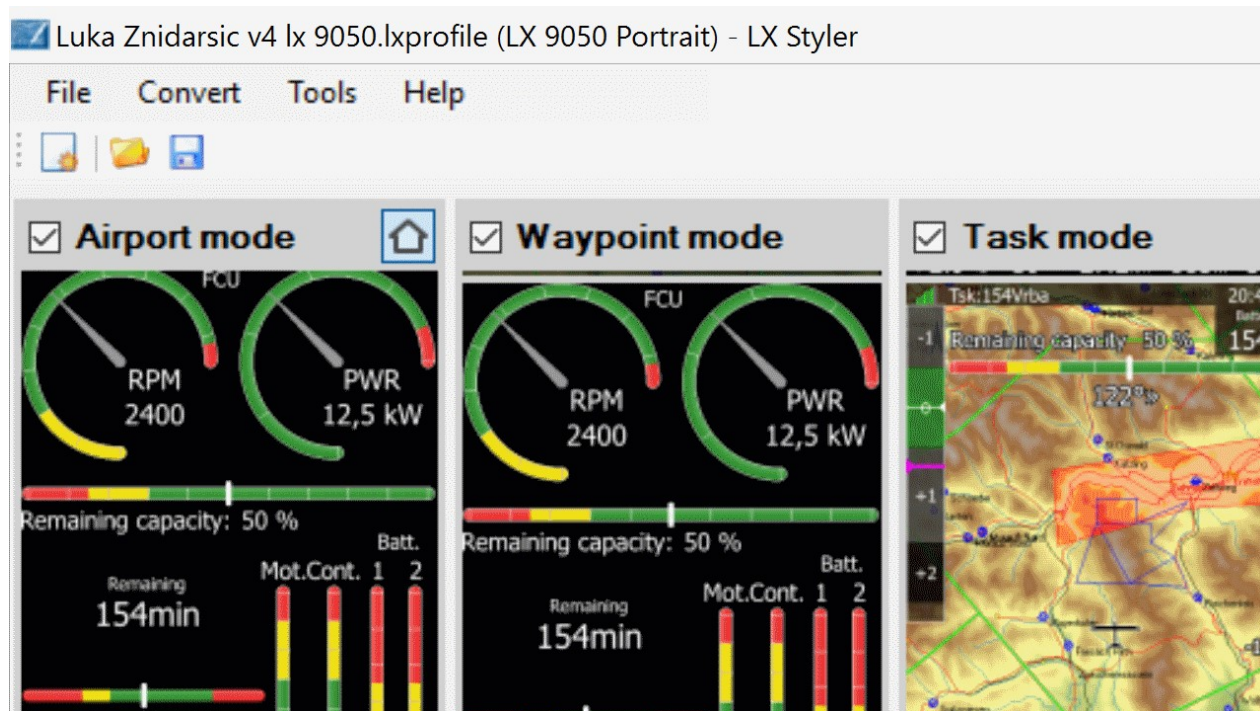 Luka Znidarsic v4 lx 9050.lxprofile (LX 9050 Portrait) - LX Styler
File Convert Tools Help
Airport mode
FCU
RPM
2400
PWR
12,5 kW
Remaining capacity: 50 %
Batt.
Mot.Cont. 1 2
Remaining
154min
Waypoint mode
FCU
RPM
2400
PWR
12,5 kW
Remaining capacity: 50 %
Batt.
Mot.Cont. 1 2
Remaining
154min
Task mode
Tsk:154Vrba
Remaining capacity 50 %
122°»
-1
0
+1
+2